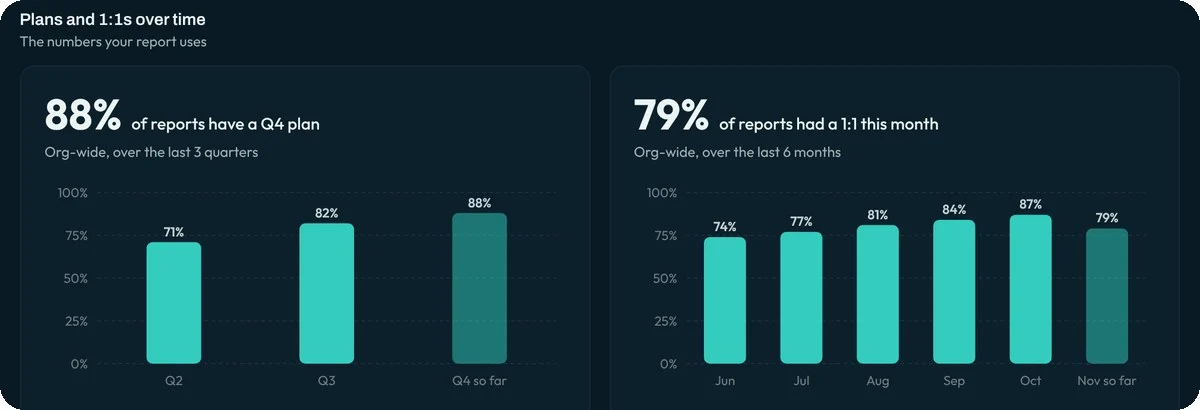 Plans and 1:1s over time
The numbers your report uses
88% of reports have a Q4 plan
Org-wide, over the last 3 quarters
100%
75%
50%
25%
0%
71%
82%
88%
Q2
Q3
Q4 so far
79% of reports had a 1:1 this month
Org-wide, over the last 6 months
100%
75%
50%
25%
0%
74%
77%
81%
84%
87%
79%
Jun
Jul
Aug
Sep
Oct
Nov so far